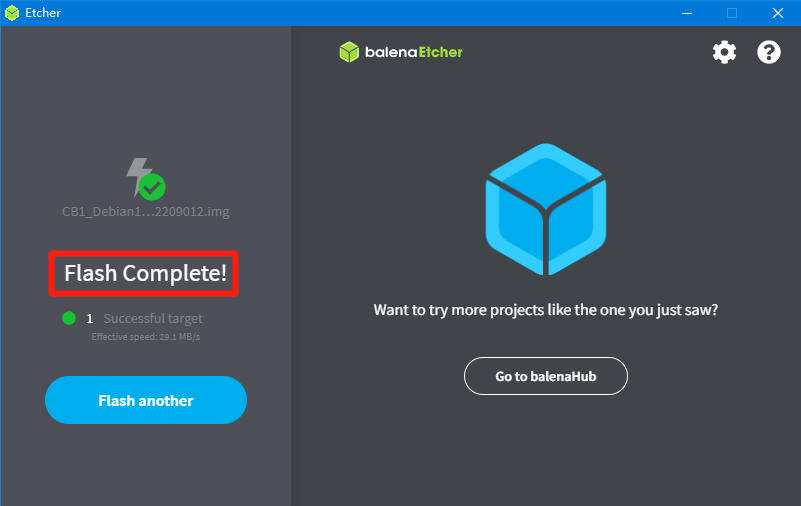 Etcher
balenaEtcher
CB1_Debian1...2209012.img
Flash Complete!
1 Successful target
Effective speed: 29.1 MB/s
Flash another
Want to try more projects like the one you just saw?
Go to balenaHub